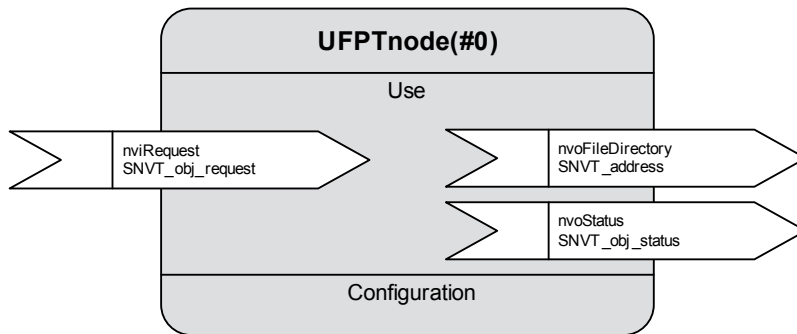 UFPTnode(#0)
Use
nviRequest
SNVT_obj_request
nvoFileDirectory
SNVT_address
nvoStatus
SNVT_obj_status
Configuration